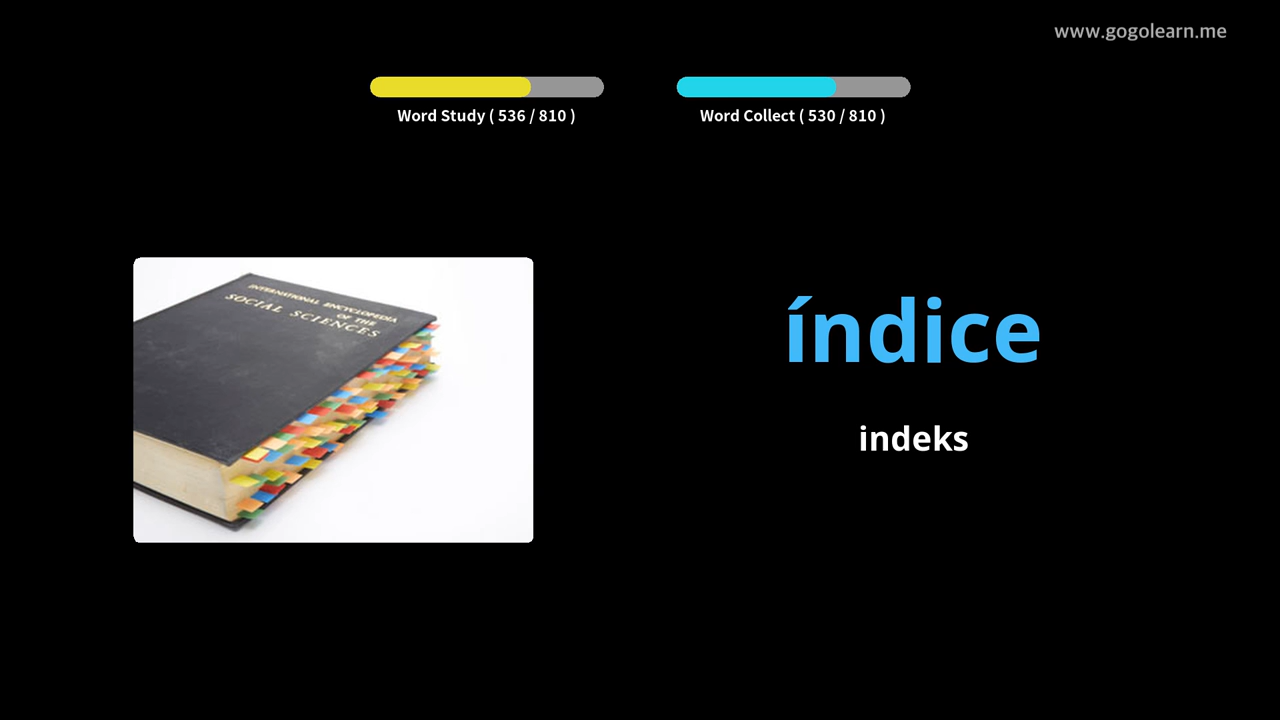 www.gogolearn.me
Word Study ( 536 / 810 )
Word Collect ( 530 / 810 )
INTERNATIONAL ENCYCLOPEDIA
OF THE
SOCIAL SCIENCES
índice
indeks